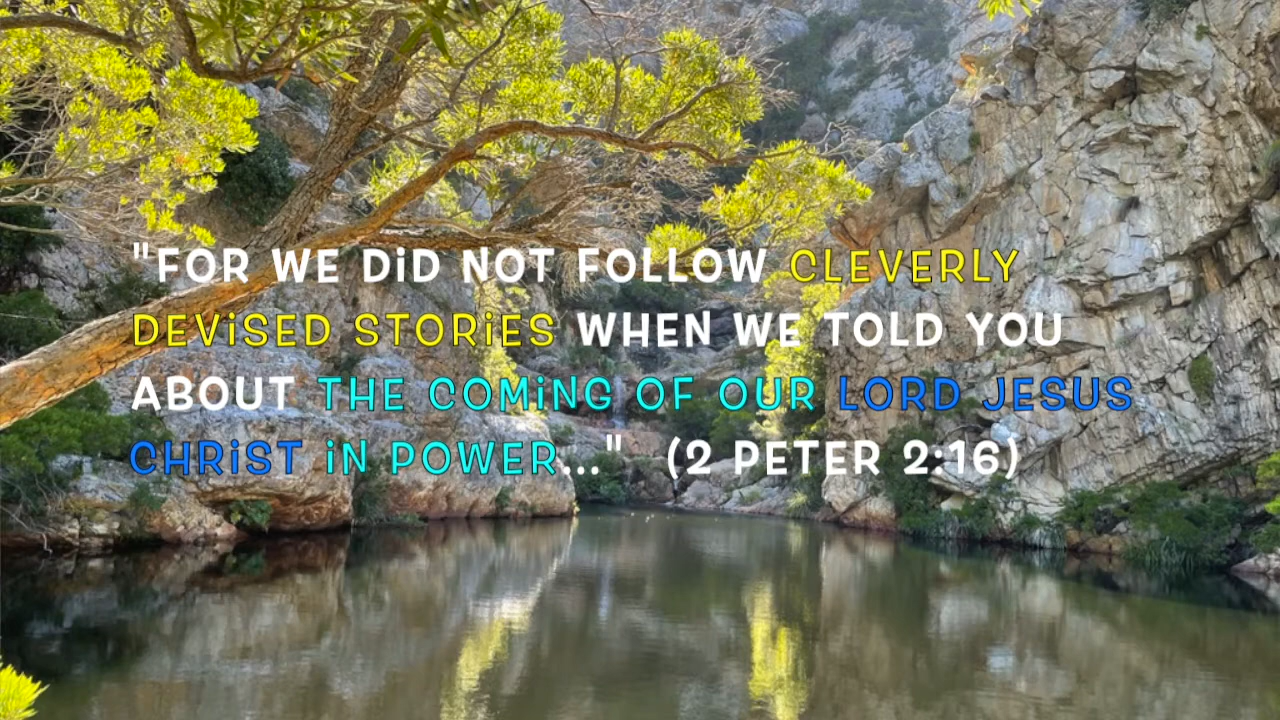 "FOR WE DiD NOT FOLLOW CLEVERLY
DEViSED STORiES WHEN WE TOLD YOU
ABOUT THE COMiNG OF OUR LORD JESUS
CHRiST iN POWER..." (2 PETER 2:16)